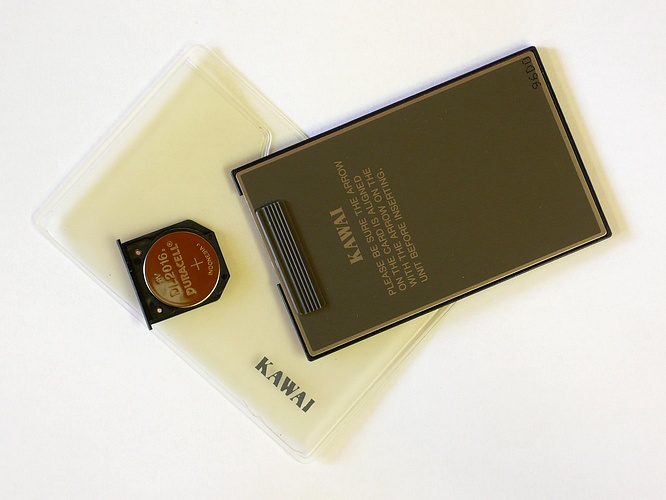 KAWAI
PLEASE BE SURE THE ARROW
ON THE CARD IS ALIGNED
WITH THE ARROW ON THE
UNIT BEFORE INSERTING.
3V
DL2016
DURACELL®
+
INDONESIA
KAWAI